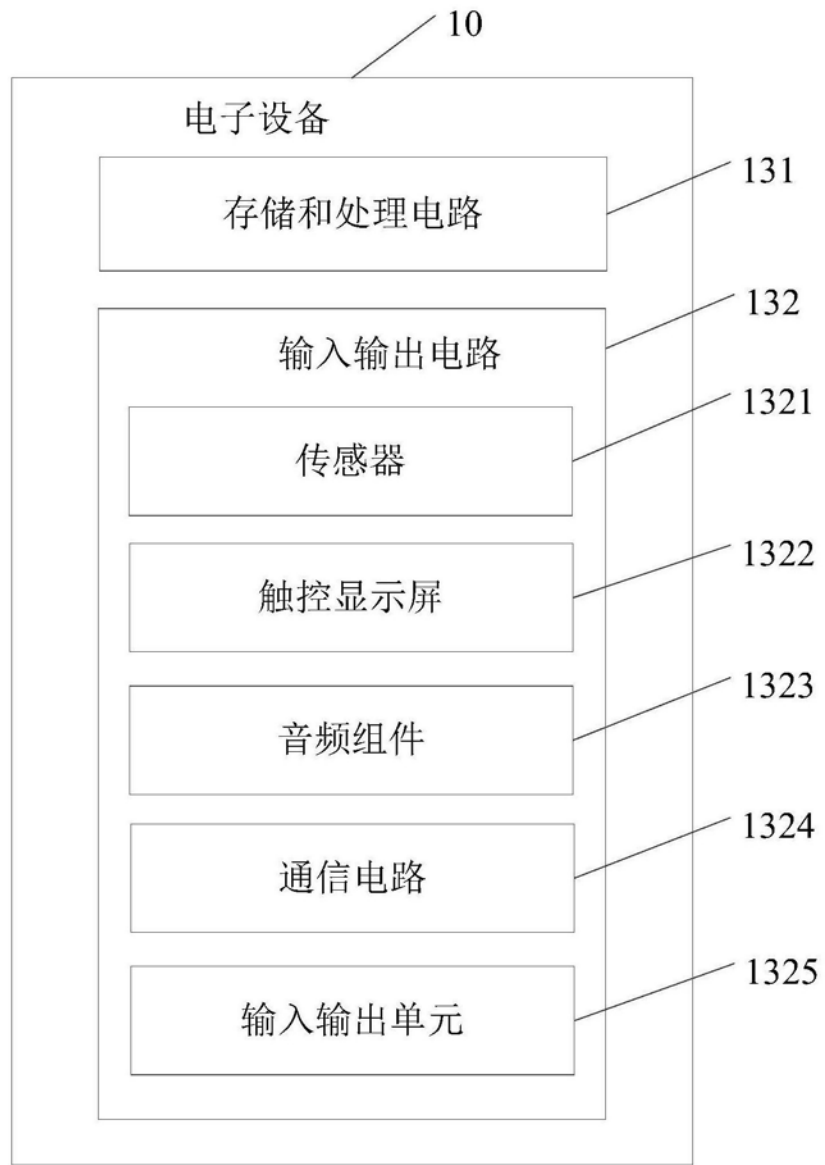 10
电子设备
131
存储和处理电路
132
输入输出电路
1321
传感器
1322
触控显示屏
1323
音频组件
1324
通信电路
1325
输入输出单元